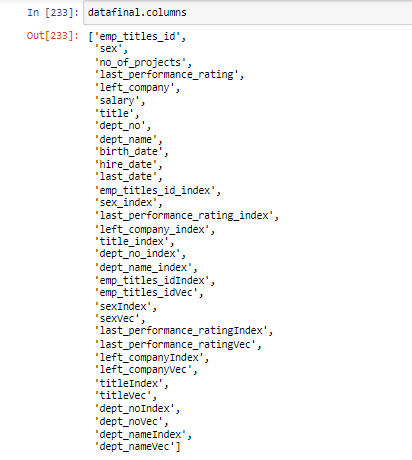 In [233]: datafinal.columns
Out[233]: ['emp_titles_id',
'sex',
'no_of_projects',
'last_performance_rating',
'left_company',
'salary',
'title',
'dept_no',
'dept_name',
'birth_date',
'hire_date',
'last_date',
'emp_titles_id_index',
'sex_index',
'last_performance_rating_index',
'left_company_index',
'title_index',
'dept_no_index',
'dept_name_index',
'emp_titles_idIndex',
'emp_titles_idVec',
'sexIndex',
'sexVec',
'last_performance_ratingIndex',
'last_performance_ratingVec',
'left_companyIndex',
'left_companyVec',
'titleIndex',
'titleVec',
'dept_noIndex',
'dept_noVec',
'dept_nameIndex',
'dept_nameVec']